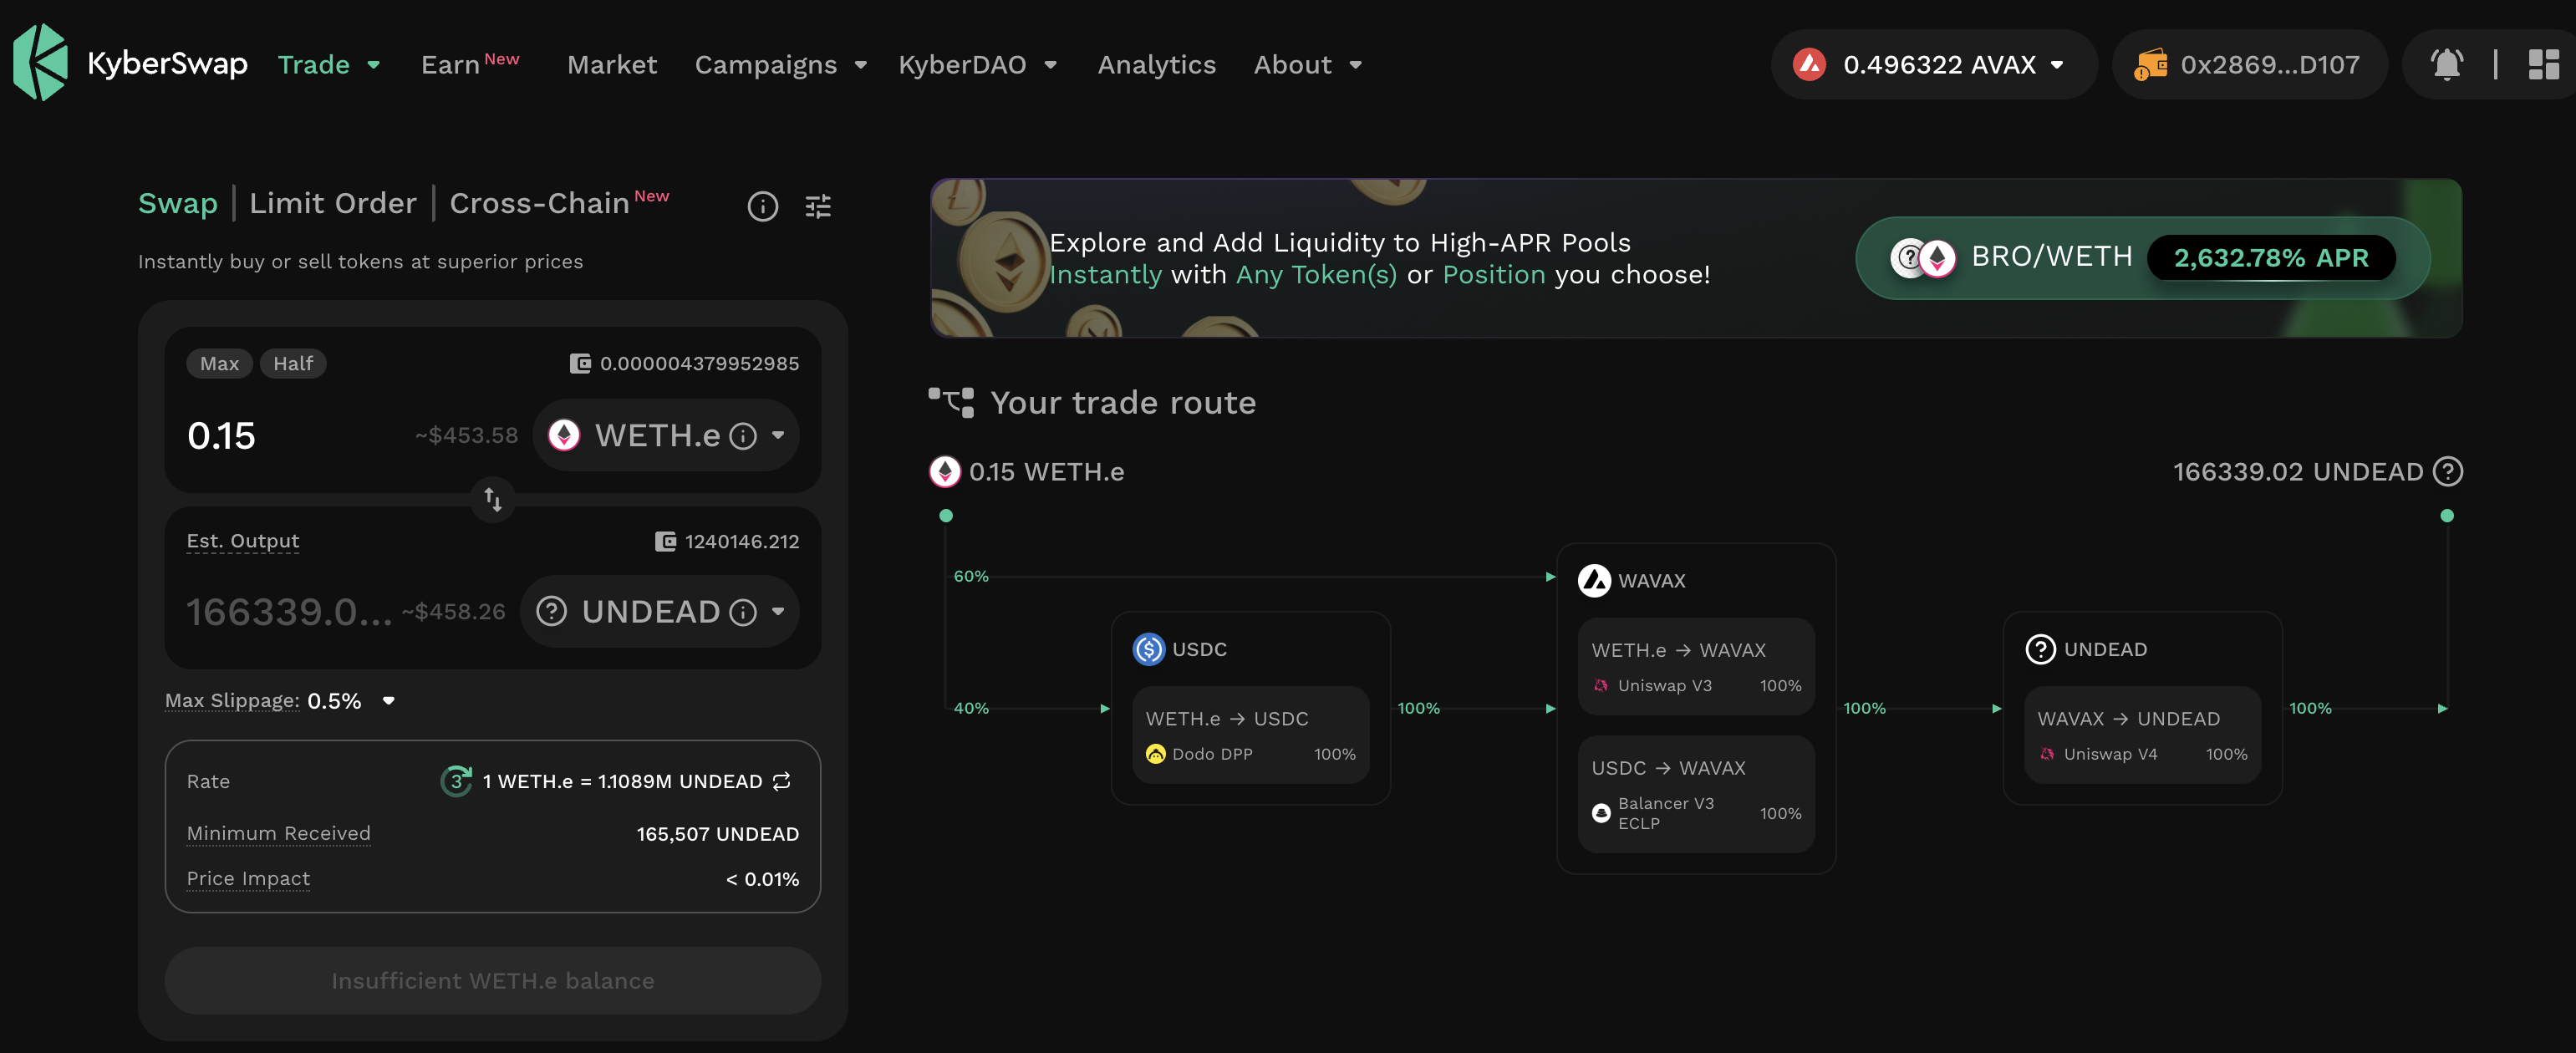 KyberSwap Trade Earn New Market Campaigns KyberDAO Analytics About 0.496322 AVAX 0x2869...D107
Swap | Limit Order | Cross-Chain New
Instantly buy or sell tokens at superior prices
Max Half 0.000004379952985
0.15 ~$453.58 WETH.e
Est. Output 1240146.212
166339.0... ~$458.26 UNDEAD
Max Slippage: 0.5%
Rate 3 1 WETH.e = 1.1089M UNDEAD
Minimum Received 165,507 UNDEAD
Price Impact < 0.01%
Insufficient WETH.e balance
Explore and Add Liquidity to High-APR Pools
Instantly with Any Token(s) or Position you choose!
BRO/WETH 2,632.78% APR
Your trade route
0.15 WETH.e 166339.02 UNDEAD
60%
40%
USDC
WETH.e → USDC
Dodo DPP 100%
100%
WAVAX
WETH.e → WAVAX
Uniswap V3 100%
USDC → WAVAX
Balancer V3
ECLP 100%
100%
UNDEAD
WAVAX → UNDEAD
Uniswap V4 100%
100%